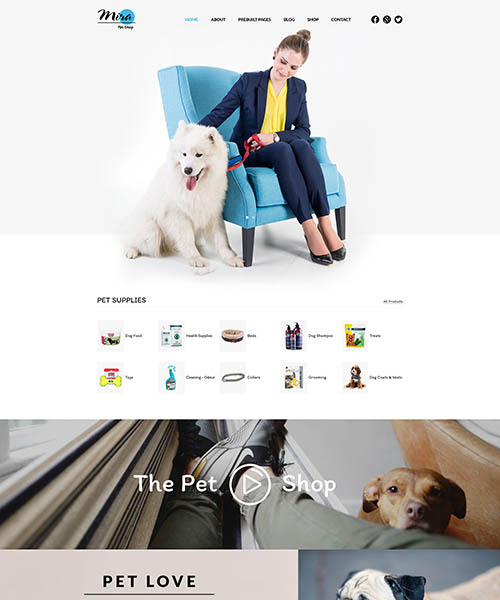 Mira
Pet Shop
HOME ABOUT PREBUILT PAGES BLOG SHOP CONTACT
PET SUPPLIES
All Products
Dog Food Health Supplies Beds Dog Shampoo Treats
Toys Cleaning - Odour Collars Grooming Dog Coats & Vests
The Pet Shop
PET LOVE